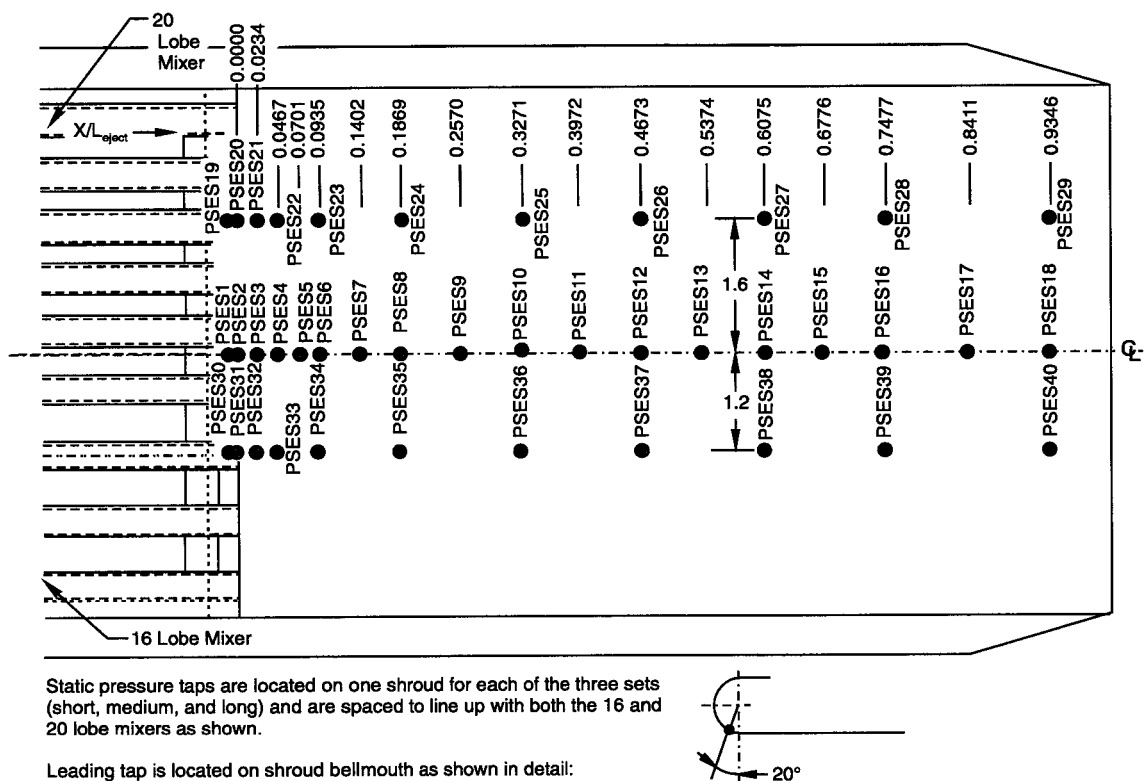 20
Lobe
Mixer
X/Leject
0.0000
0.0234
0.0467
0.0701
0.0935
0.1402
0.1869
0.2570
0.3271
0.3972
0.4673
0.5374
0.6075
0.6776
0.7477
0.8411
0.9346
PSES19
PSES20
PSES21
PSES22
PSES23
PSES24
PSES25
PSES26
PSES27
PSES28
PSES29
1.6
PSES1
PSES2
PSES3
PSES4
PSES5
PSES6
PSES7
PSES8
PSES9
PSES10
PSES11
PSES12
PSES13
PSES14
PSES15
PSES16
PSES17
PSES18
CL
PSES30
PSES31
PSES32
PSES33
PSES34
PSES35
PSES36
PSES37
1.2
PSES38
PSES39
PSES40
16 Lobe Mixer
Static pressure taps are located on one shroud for each of the three sets
(short, medium, and long) and are spaced to line up with both the 16 and
20 lobe mixers as shown.
Leading tap is located on shroud bellmouth as shown in detail:
20°